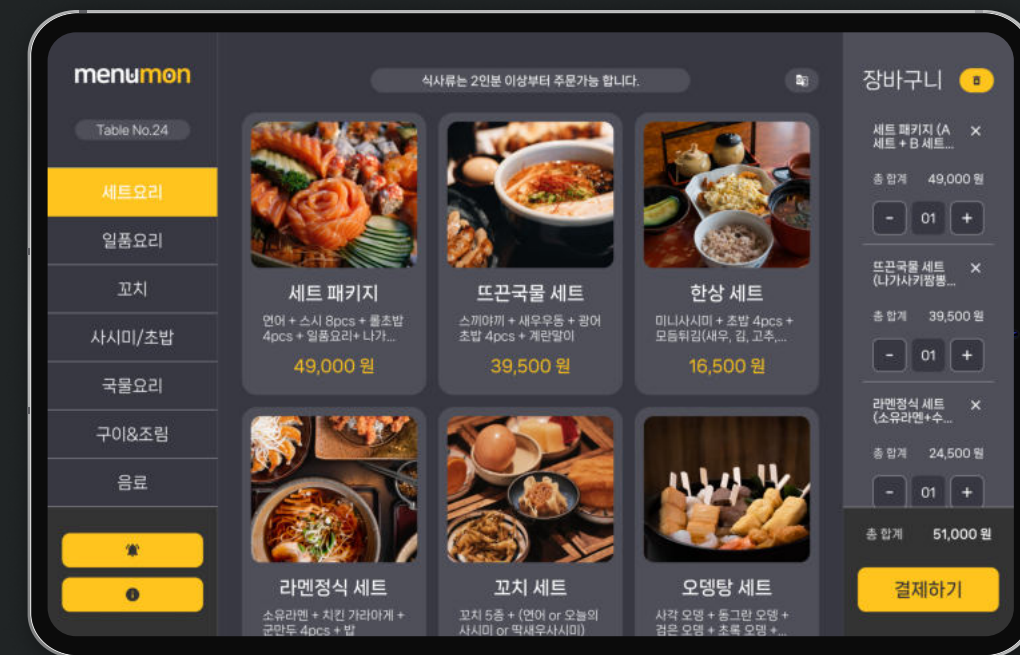 menumon
Table No.24
세트요리
일품요리
꼬치
사시미/초밥
국물요리
구이&조림
음료
식사류는 2인분 이상부터 주문가능 합니다.
세트 패키지
연어 + 스시 8pcs + 롤초밥
4pcs + 일품요리+ 나가...
49,000 원
뜨끈국물 세트
스끼야끼 + 새우우동 + 광어
초밥 4pcs + 계란말이
39,500 원
한상 세트
미니사시미 + 초밥 4pcs +
모듬튀김(새우, 김, 고추,...
16,500 원
라멘정식 세트
소유라멘 + 치킨 가라아게 +
군만두 4pcs + 밥
꼬치 세트
꼬치 5종 + (연어 or 오늘의
사시미 or 딱새우사시미)
오뎅탕 세트
사각 오뎅 + 동그란 오뎅 +
검은 오뎅 + 초록 오뎅 +...
장바구니
세트 패키지 (A
세트 + B 세트...
총 합계 49,000 원
- 01 +
뜨끈국물 세트
(나가사키짬뽕...
총 합계 39,500 원
- 01 +
라멘정식 세트
(소유라멘+수...
총 합계 24,500 원
- 01 +
총 합계 51,000 원
결제하기